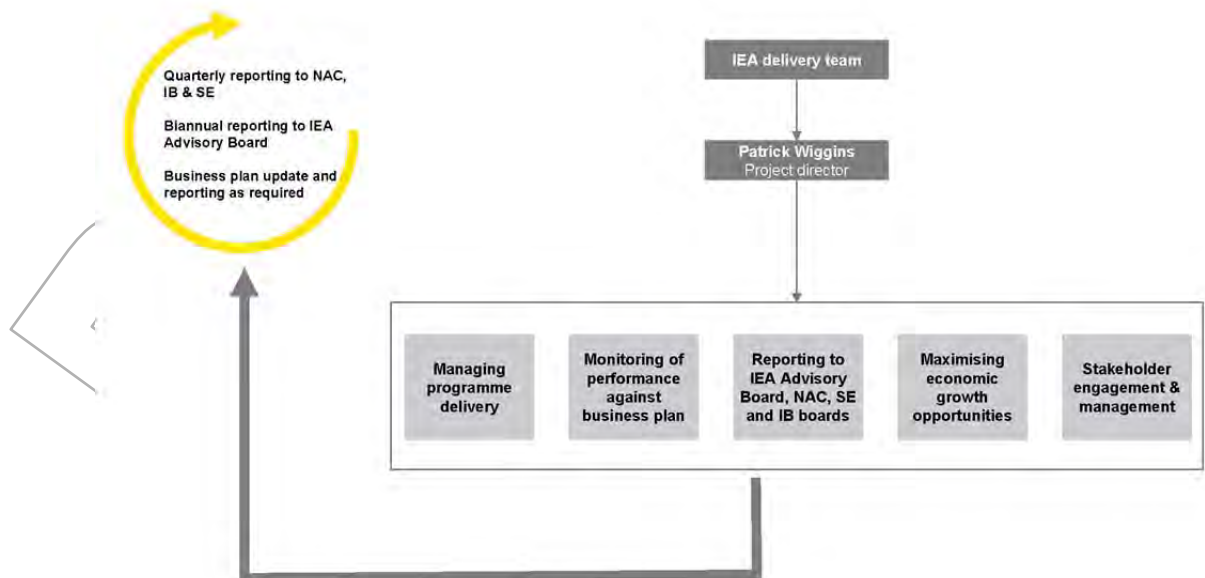 Quarterly reporting to NAC,
IB & SE
Biannual reporting to IEA
Advisory Board
Business plan update and
reporting as required
IEA delivery team
Patrick Wiggins
Project director
Managing
programme
delivery
Monitoring of
performance
against
business plan
Reporting to
IEA Advisory
Board, NAC, SE
and IB boards
Maximising
economic
growth
opportunities
Stakeholder
engagement &
management